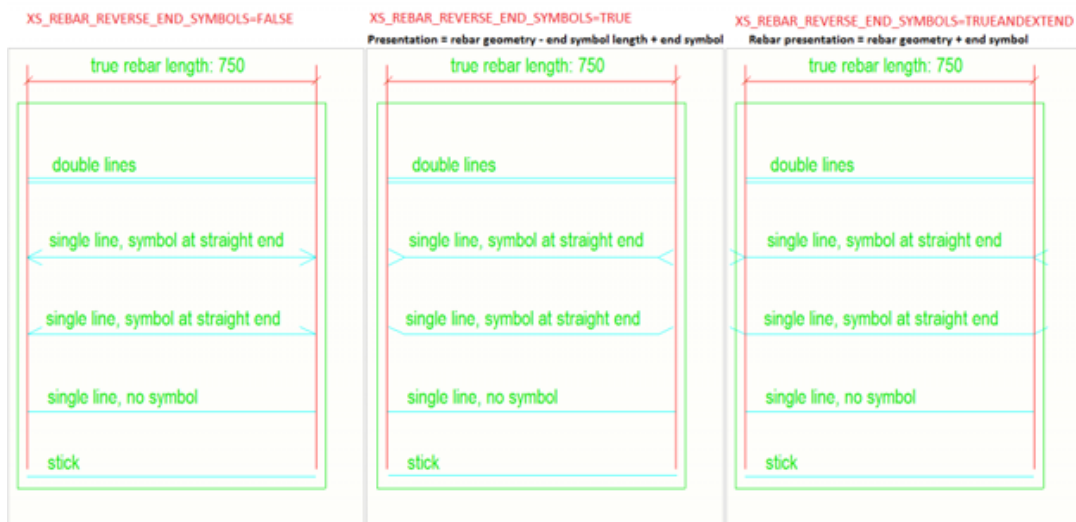 XS_REBAR_REVERSE_END_SYMBOLS=FALSE
true rebar length: 750
double lines
single line, symbol at straight end
single line, symbol at straight end
single line, no symbol
stick
XS_REBAR_REVERSE_END_SYMBOLS=TRUE
Presentation = rebar geometry - end symbol length + end symbol
true rebar length: 750
double lines
single line, symbol at straight end
single line, symbol at straight end
single line, no symbol
stick
XS_REBAR_REVERSE_END_SYMBOLS=TRUEANDEXTEND
Rebar presentation = rebar geometry + end symbol
true rebar length: 750
double lines
single line, symbol at straight end
single line, symbol at straight end
single line, no symbol
stick